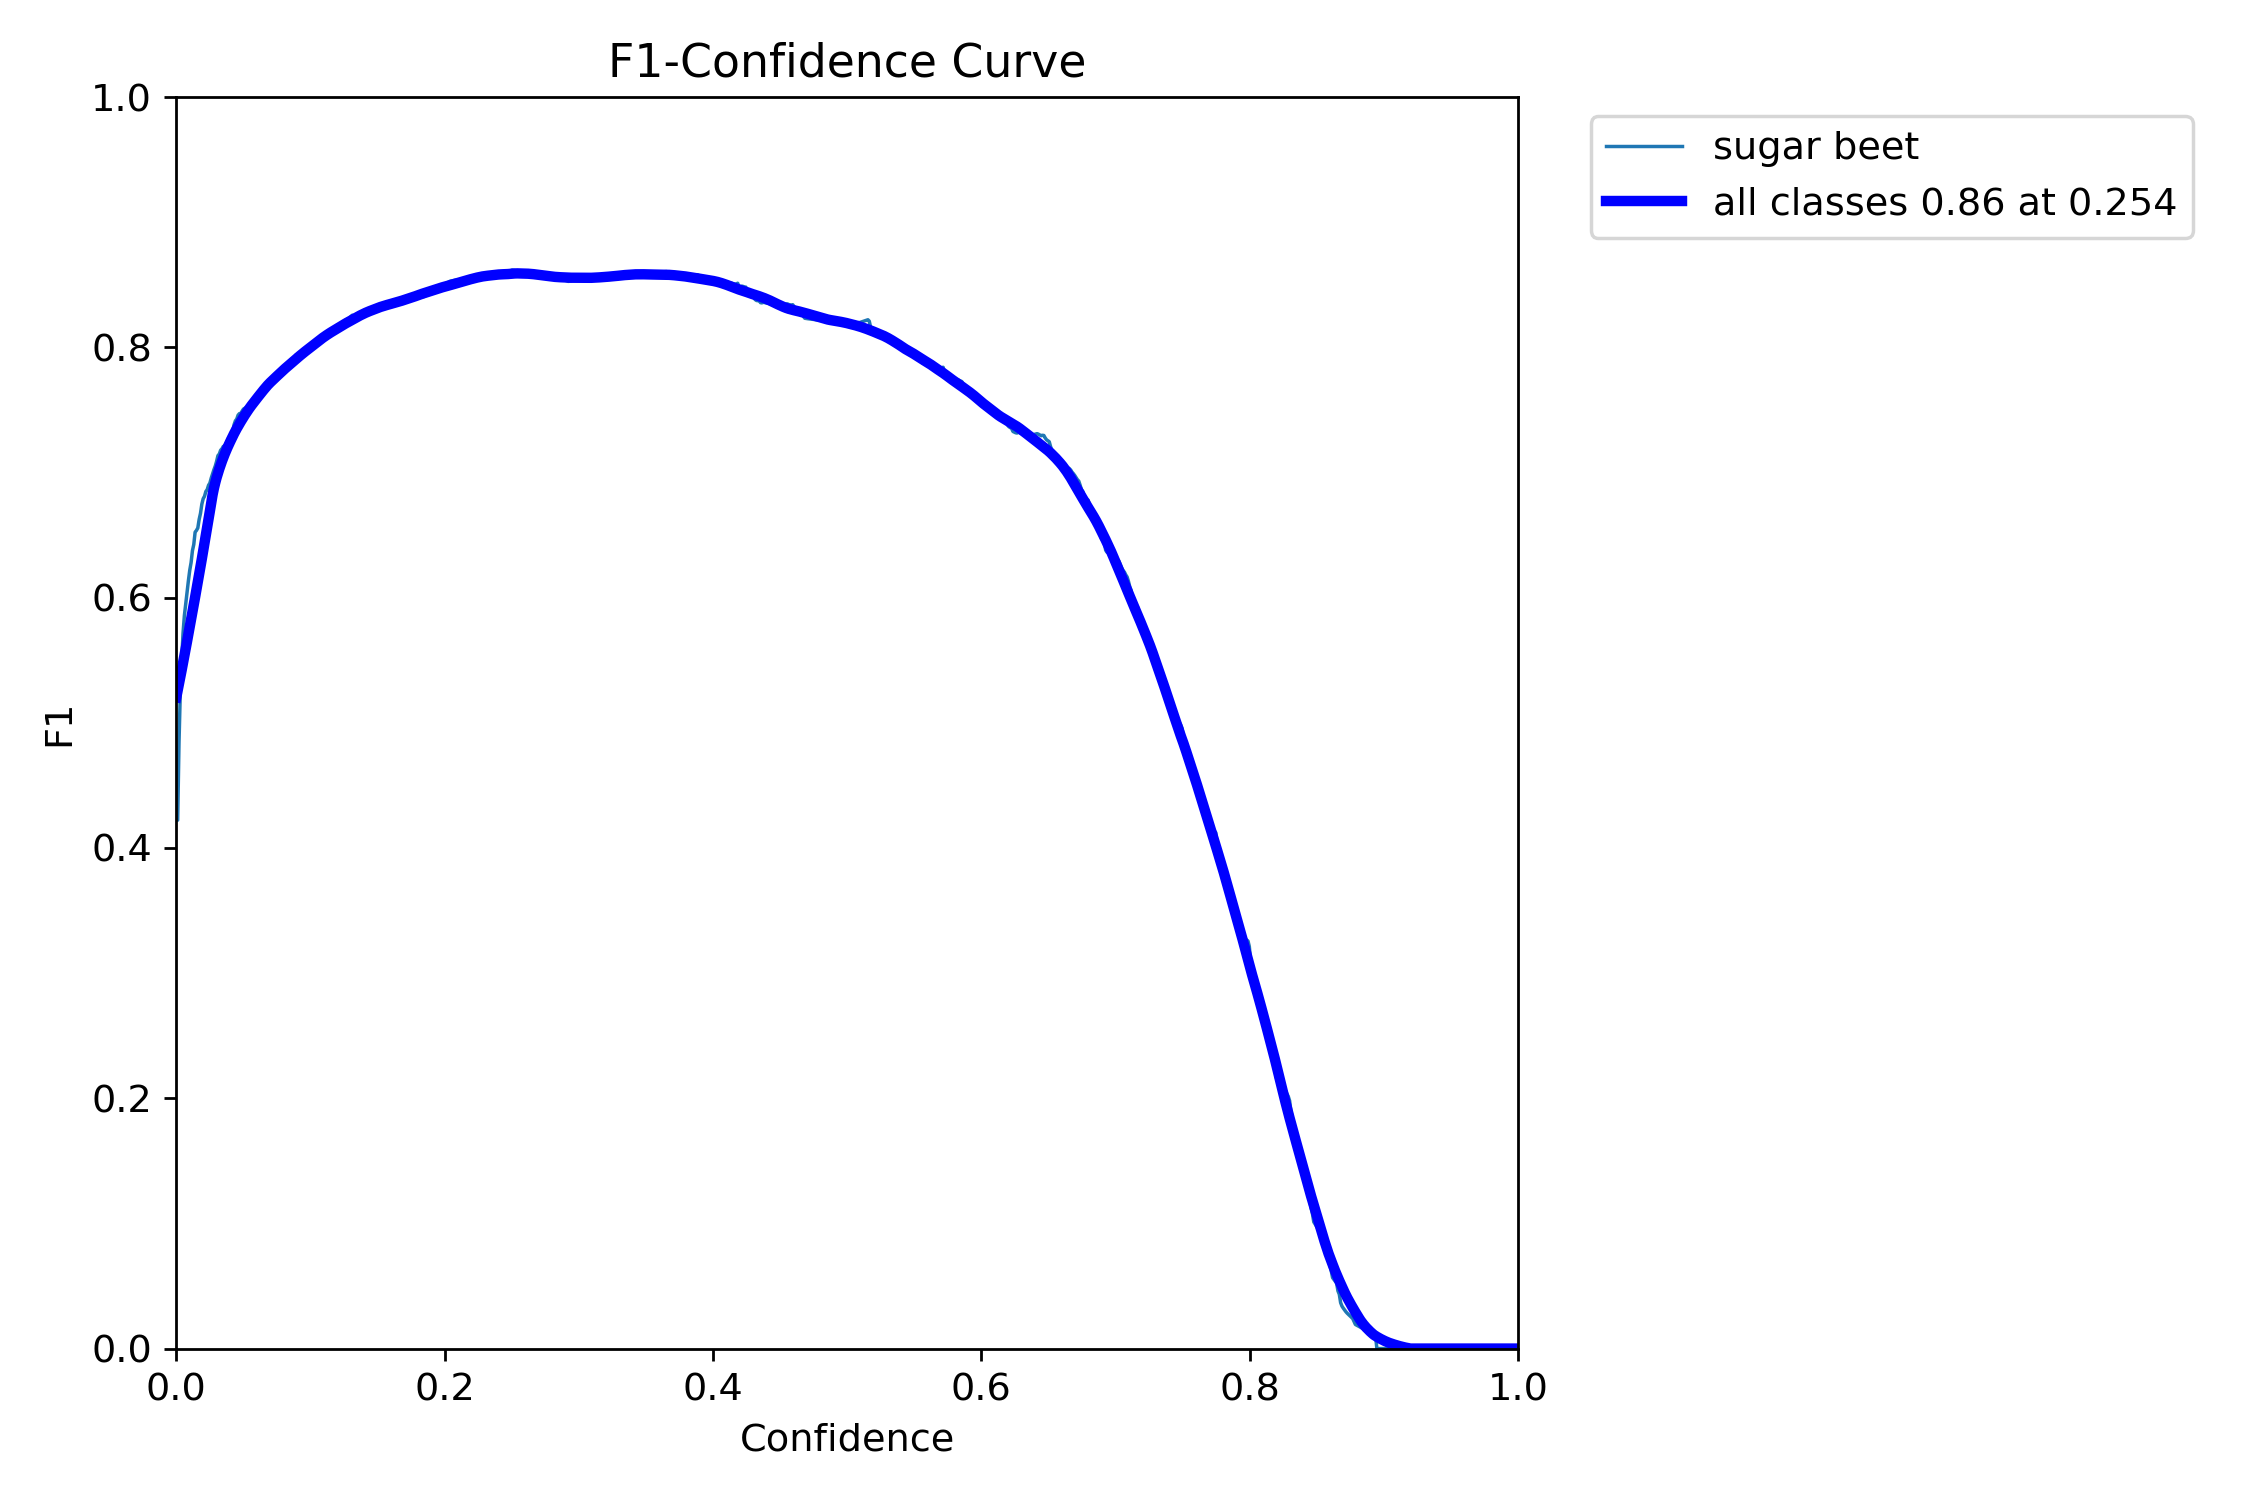 F1-Confidence Curve
1.0
0.8
0.6
0.4
0.2
0.0
F1
0.0 0.2 0.4 0.6 0.8 1.0
Confidence
sugar beet
all classes 0.86 at 0.254